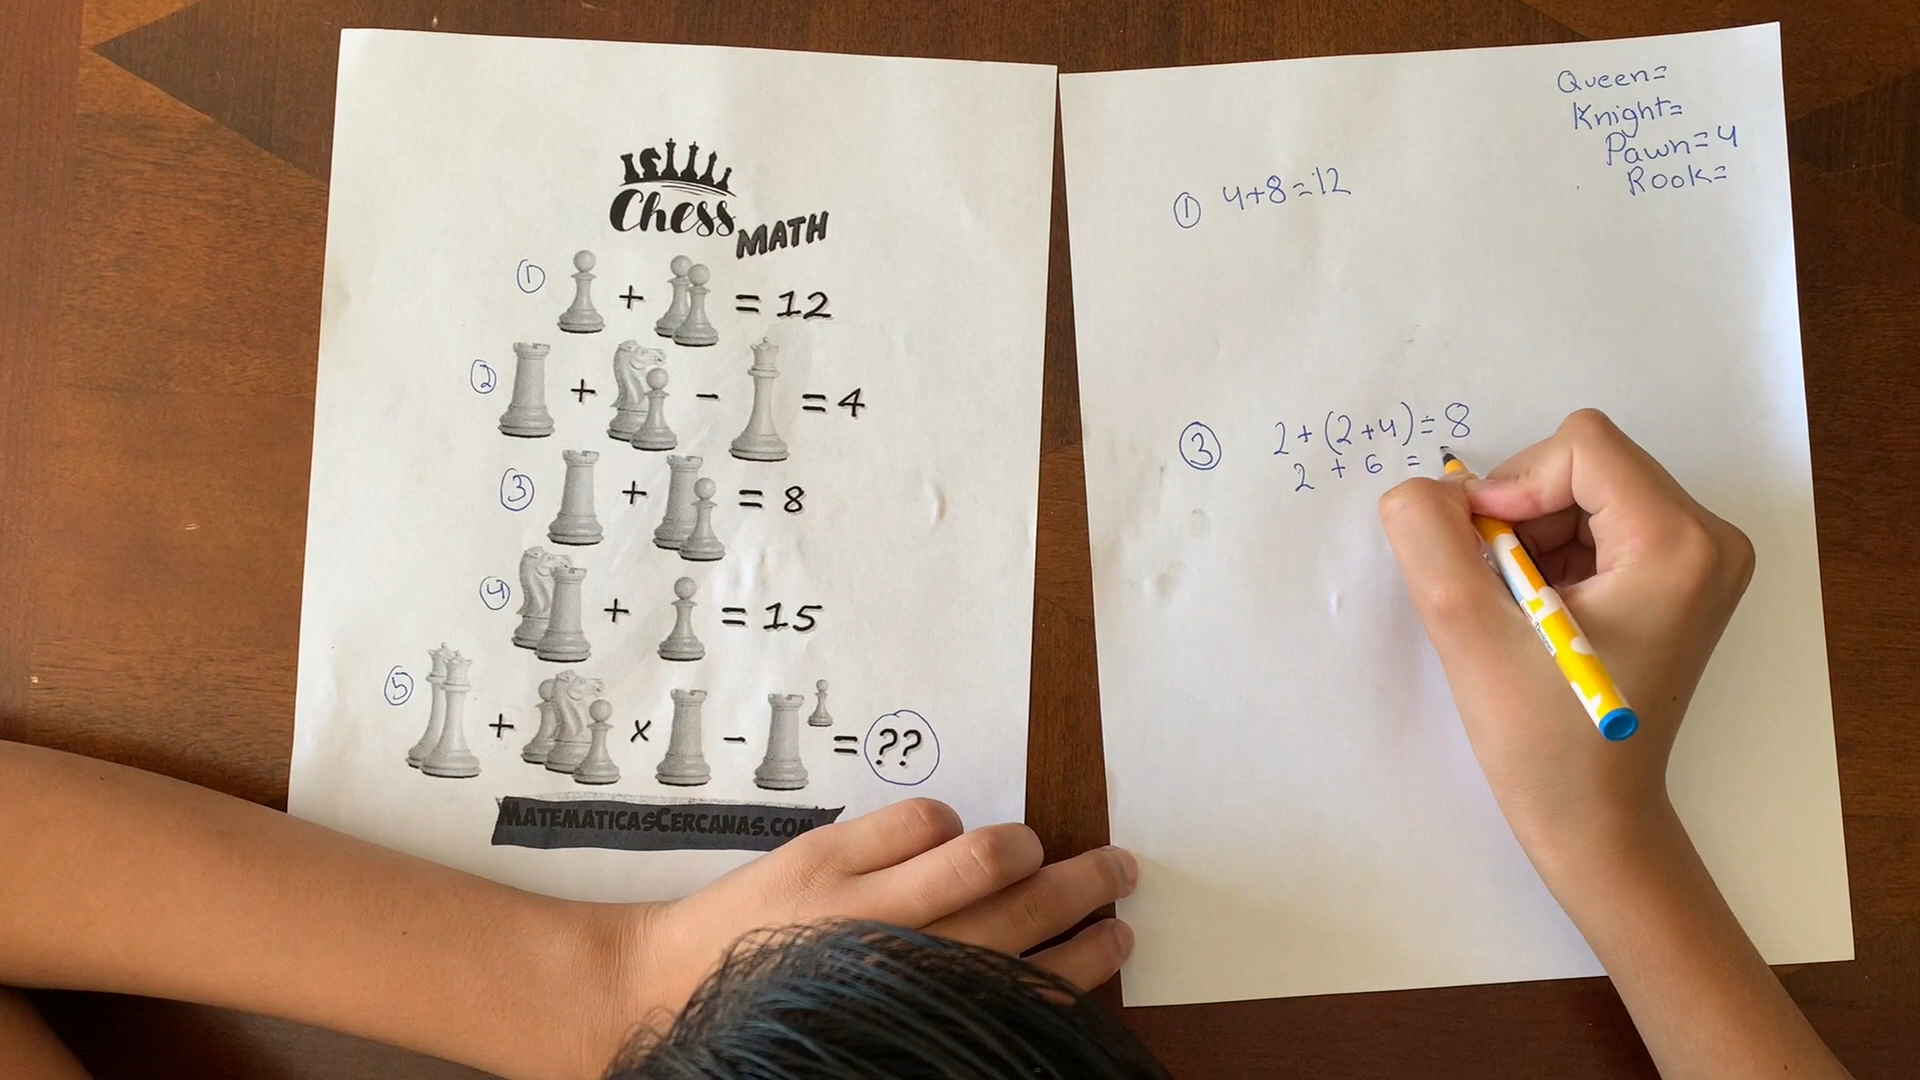 Chess
MATH
① + = 12
② + - = 4
③ + = 8
④ + = 15
⑤ + x - = ??
MATEMATICASCERCANAS.COM
Queen=
Knight=
Pawn=4
Rook=
① 4+8=12
③ 2+(2+4)=8
2 + 6 =